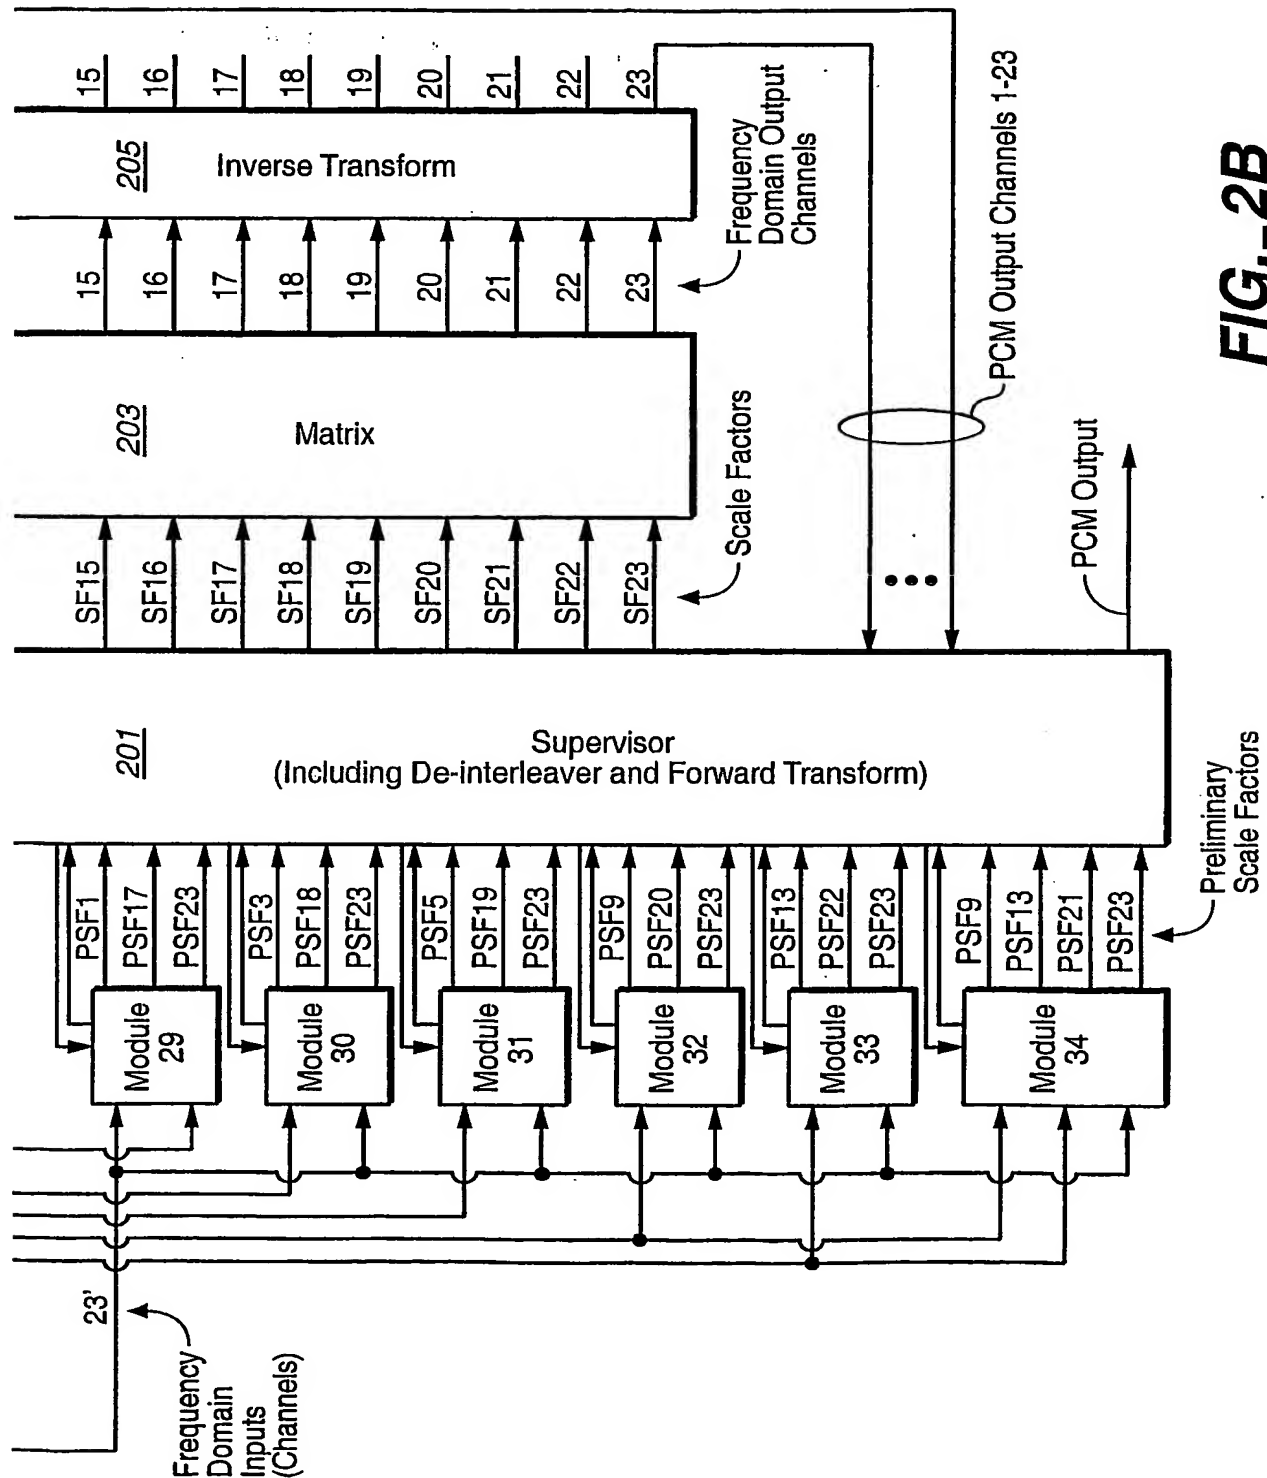 23'
Frequency
Domain
Inputs
(Channels)
Module
29
Module
30
Module
31
Module
32
Module
33
Module
34
PSF1
PSF17
PSF23
PSF3
PSF18
PSF23
PSF5
PSF19
PSF23
PSF9
PSF20
PSF23
PSF13
PSF22
PSF23
PSF9
PSF13
PSF21
PSF23
Preliminary
Scale Factors
201
Supervisor
(Including De-interleaver and Forward Transform)
SF15
SF16
SF17
SF18
SF19
SF20
SF21
SF22
SF23
Scale Factors
PCM Output
203
Matrix
15
16
17
18
19
20
21
22
23
Frequency
Domain Output
Channels
PCM Output Channels 1-23
205
Inverse Transform
15
16
17
18
19
20
21
22
23
FIG._2B